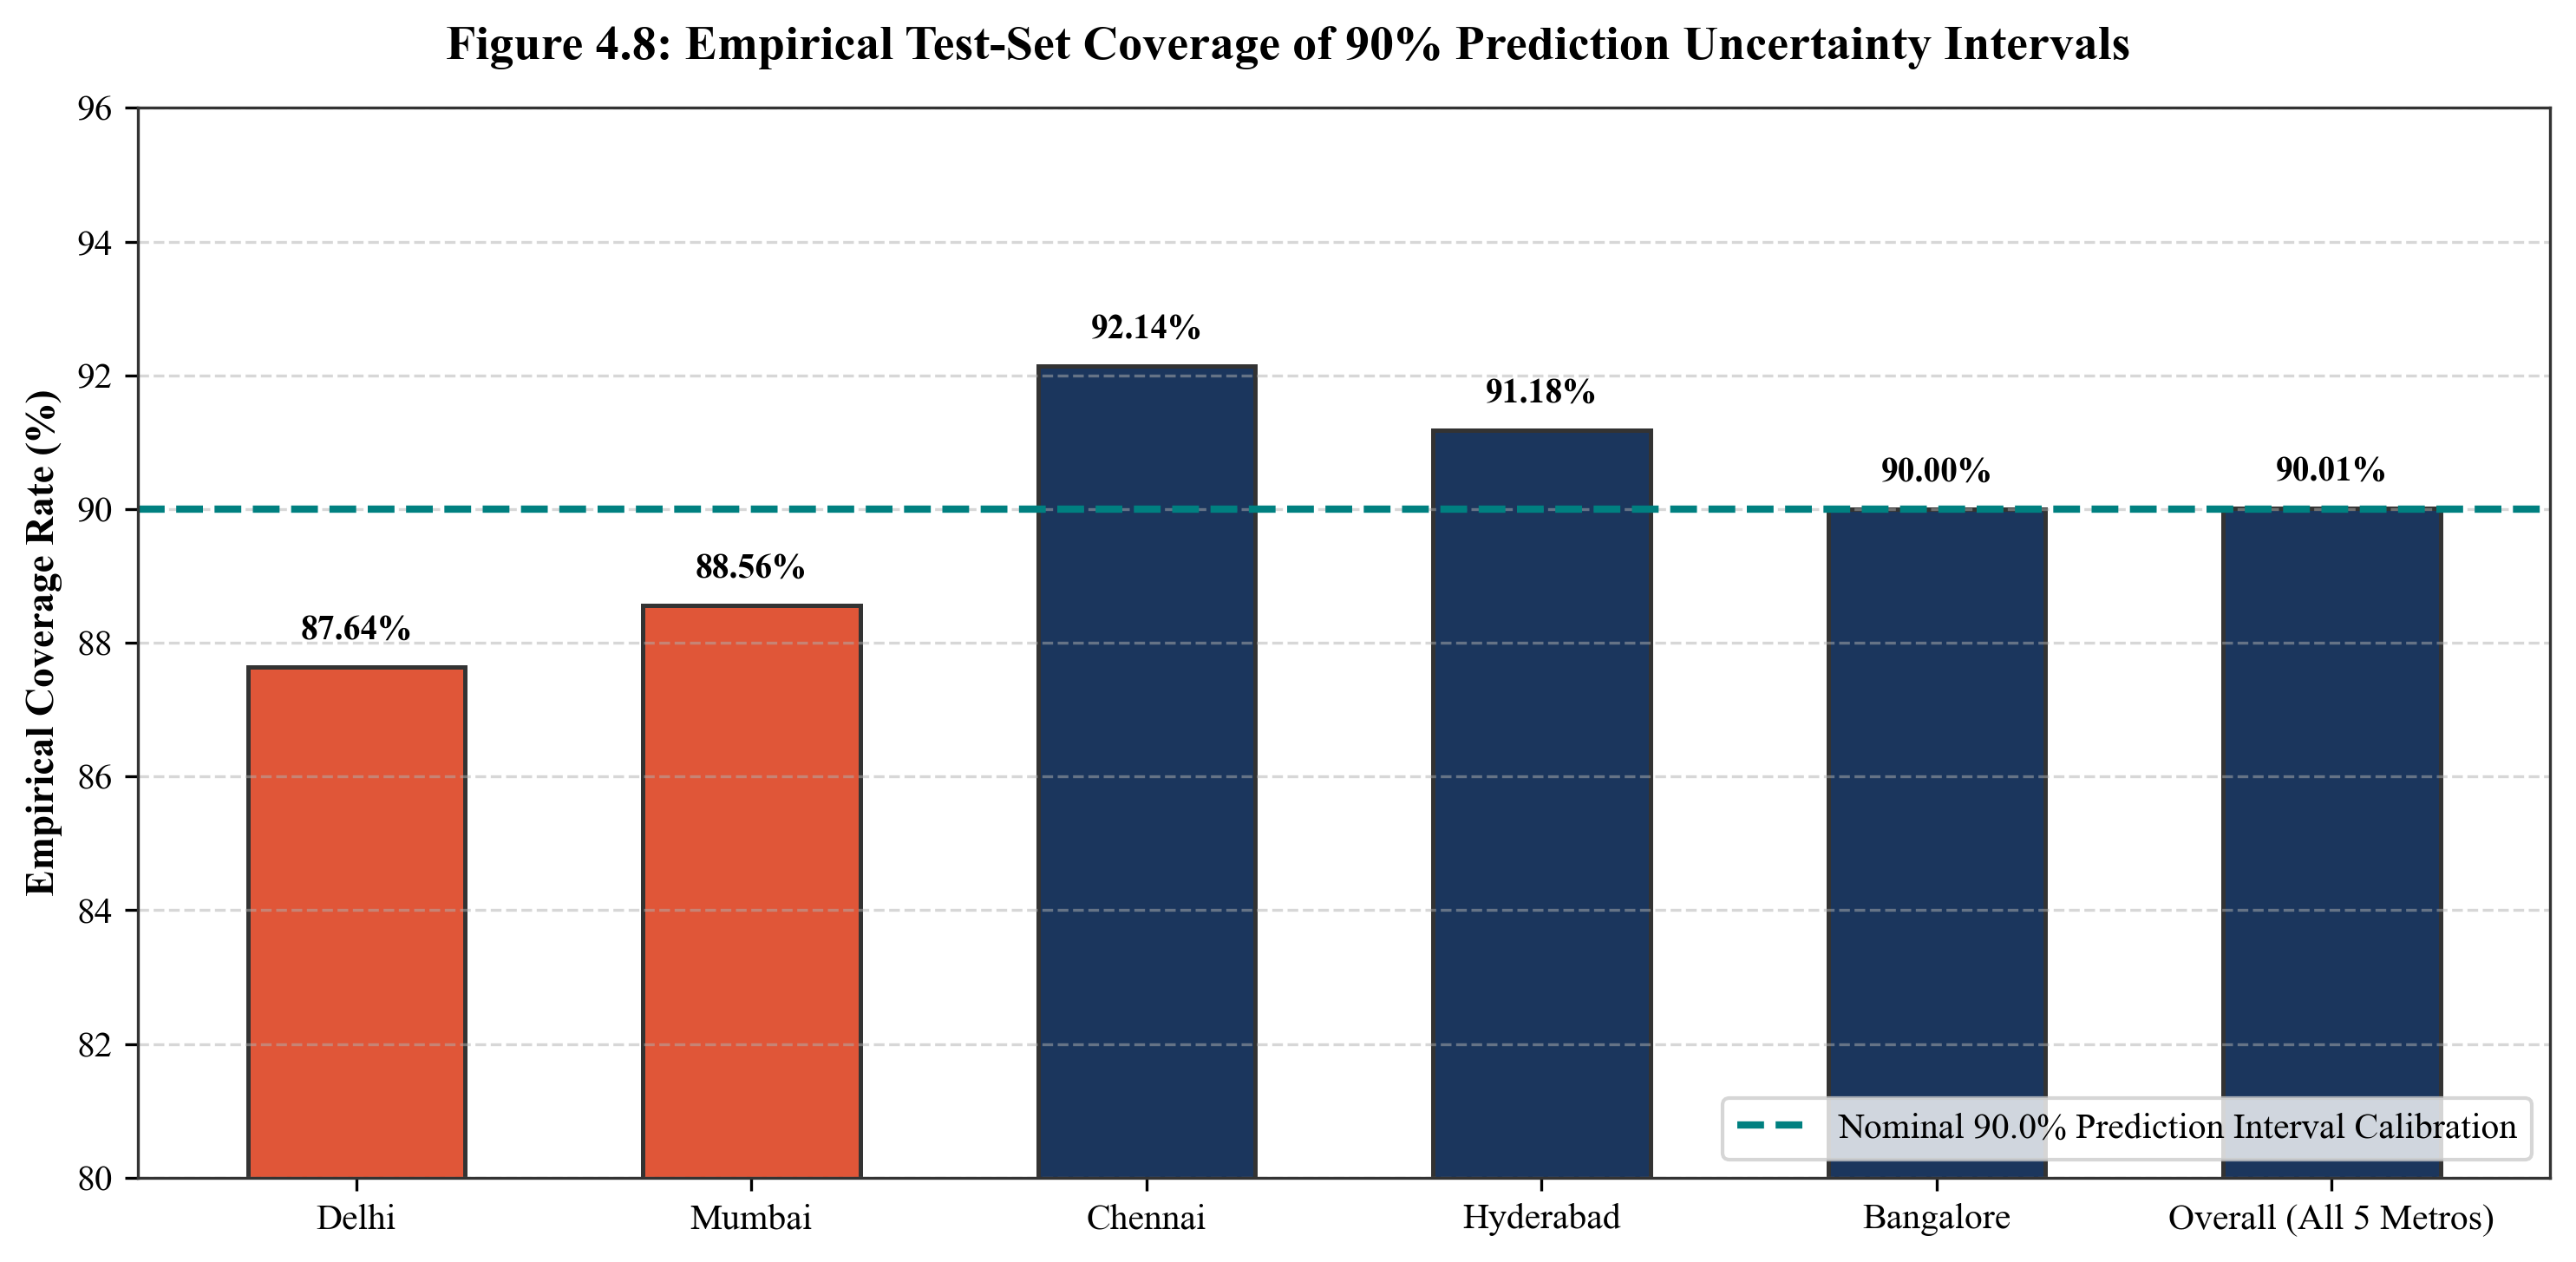 Figure 4.8: Empirical Test-Set Coverage of 90% Prediction Uncertainty Intervals
Empirical Coverage Rate (%)
96
94
92
90
88
86
84
82
80
87.64%
88.56%
92.14%
91.18%
90.00%
90.01%
Nominal 90.0% Prediction Interval Calibration
Delhi
Mumbai
Chennai
Hyderabad
Bangalore
Overall (All 5 Metros)